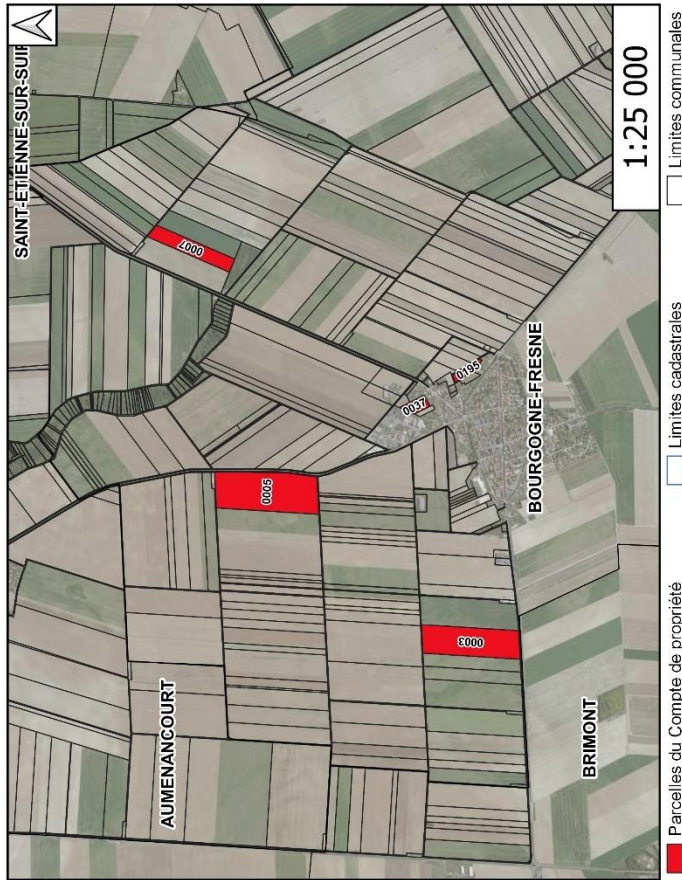 SAINT-ETIENNE-SUR-SUIP
AUMENANCOURT
0007
0005
0037
0195
0003
BOURGOGNE-FRESNE
BRIMONT
1:25 000
Parcelles du Compte de propriété
Limites cadastrales
Limites communales